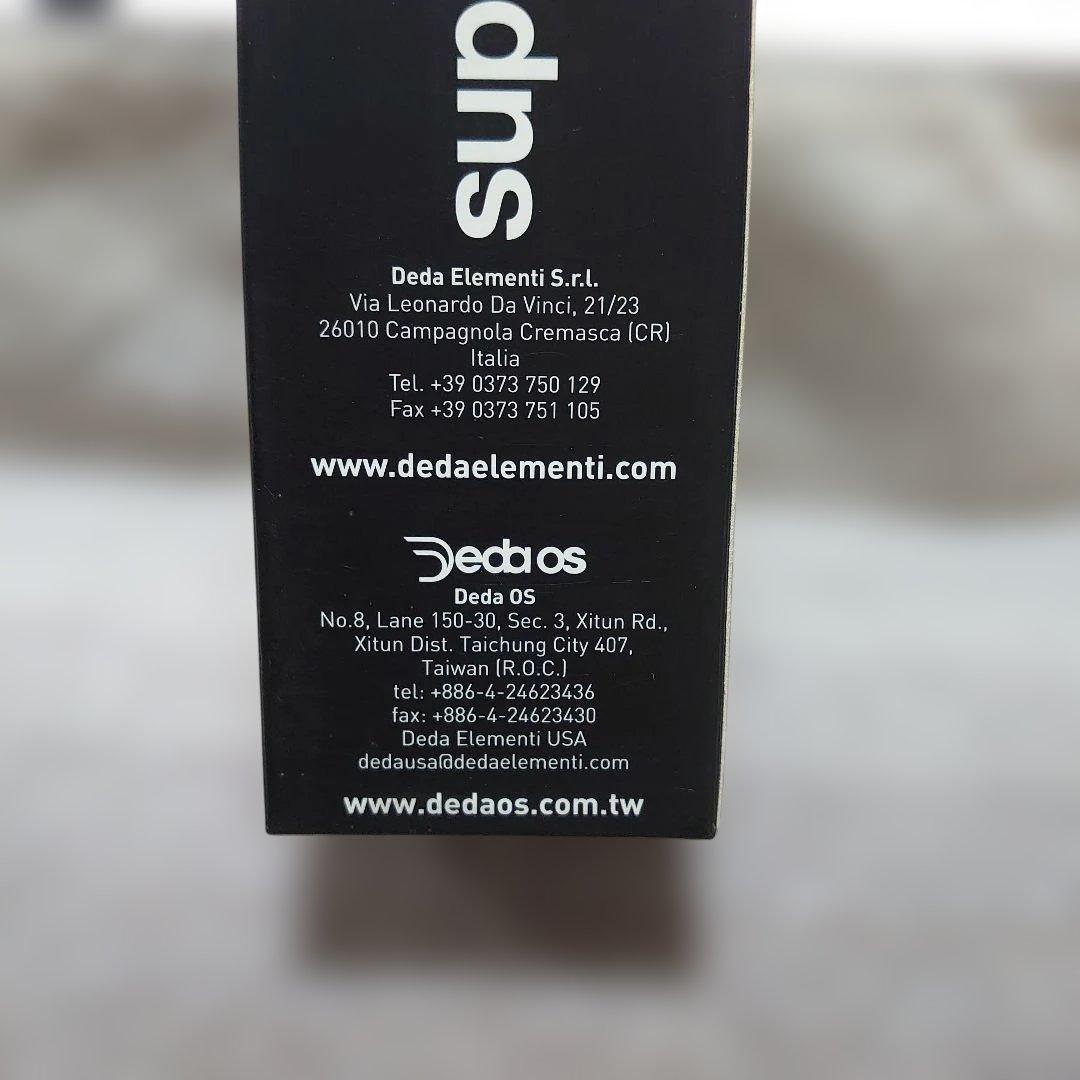 sup
Deda Elementi S.r.l.
Via Leonardo Da Vinci, 21/23
26010 Campagnola Cremasca (CR)
Italia
Tel. +39 0373 750 129
Fax +39 0373 751 105
www.dedaelementi.com
Deda os
Deda OS
No.8, Lane 150-30, Sec. 3, Xitun Rd.,
Xitun Dist. Taichung City 407,
Taiwan (R.O.C.)
tel: +886-4-24623436
fax: +886-4-24623430
Deda Elementi USA
dedausa@dedaelementi.com
www.dedaos.com.tw